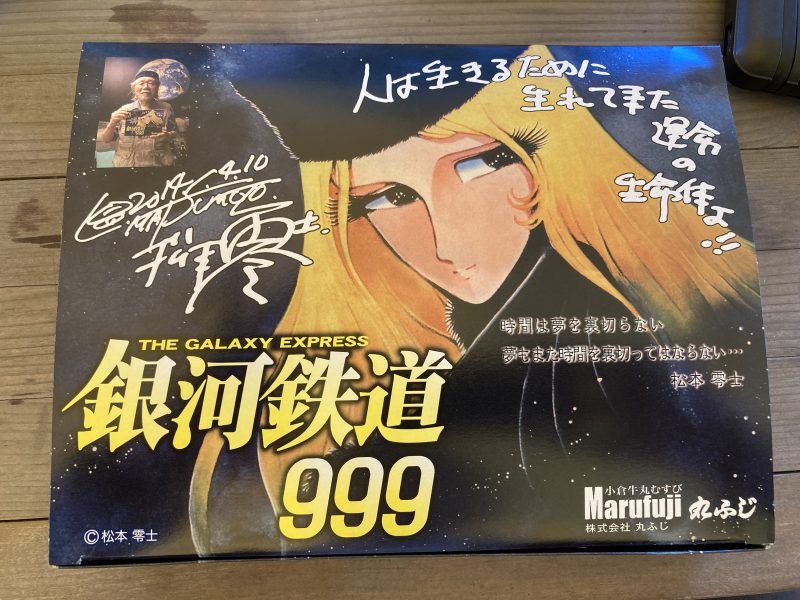 人は生きるために
生れて来た
運命の
生命体よ!!
2017.4.10
松本零士.
時間は夢を裏切らない
夢もまた時間を裏切ってはならない…
松本 零士
THE GALAXY EXPRESS
銀河鉄道
999
小倉牛丸むすび
Marufuji 丸ふじ
株式会社 丸ふじ
©松本 零士